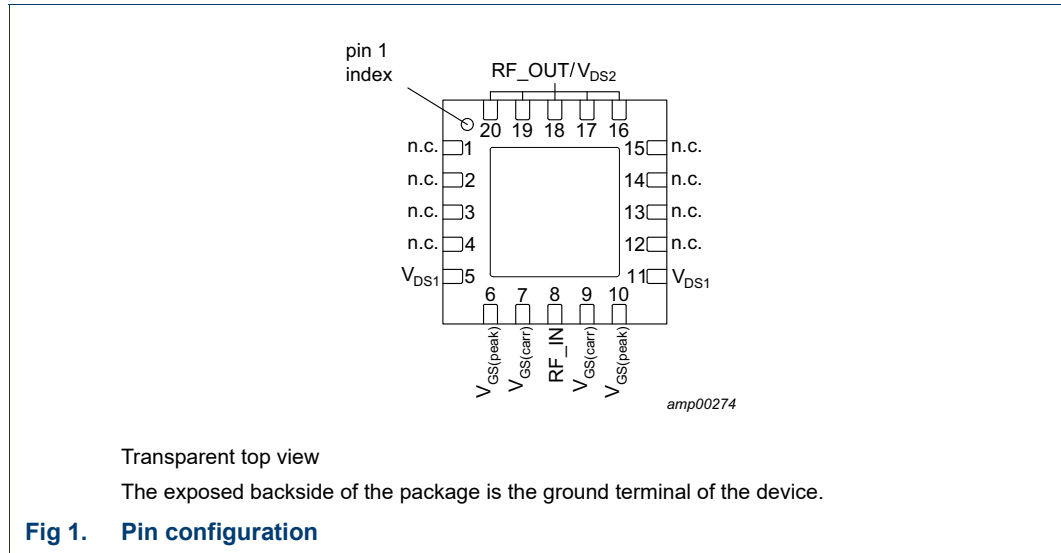 pin 1
index
RF_OUT/VDS2
20 19 18 17 16
n.c. 1 15 n.c.
n.c. 2 14 n.c.
n.c. 3 13 n.c.
n.c. 4 12 n.c.
VDS1 5 11 VDS1
6 7 8 9 10
VGS(peak)
VGS(carr)
RF_IN
VGS(carr)
VGS(peak)
amp00274
Transparent top view
The exposed backside of the package is the ground terminal of the device.
Fig 1. Pin configuration